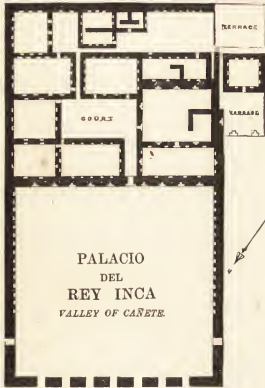 TERRACE
COURT
TERRACE
PALACIO
DEL
REY INCA
VALLEY OF CAÑETE.